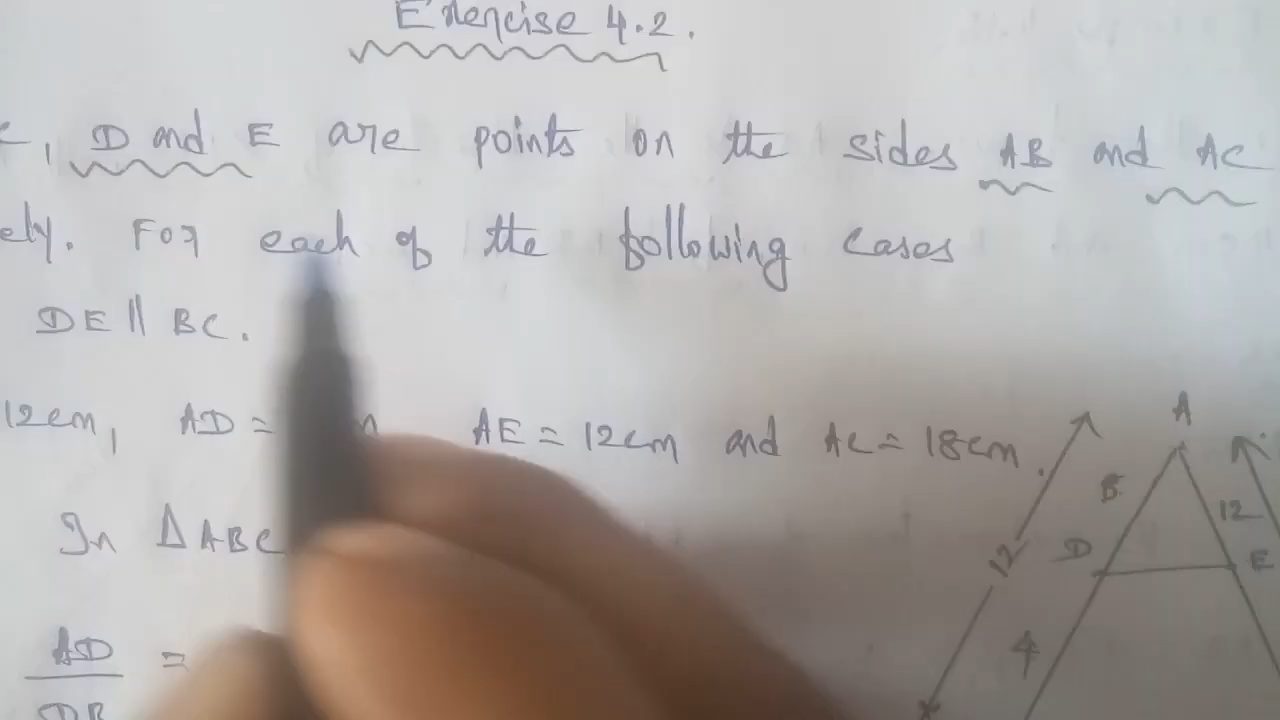 Exercise 4.2.
, D and E are points on the sides AB and AC
ely. For each of the following cases
DE || BC.
12cm, AD = AE = 12cm and AC = 18cm.
In ΔABC
AD
=
DB
A
12
D
E
12
4